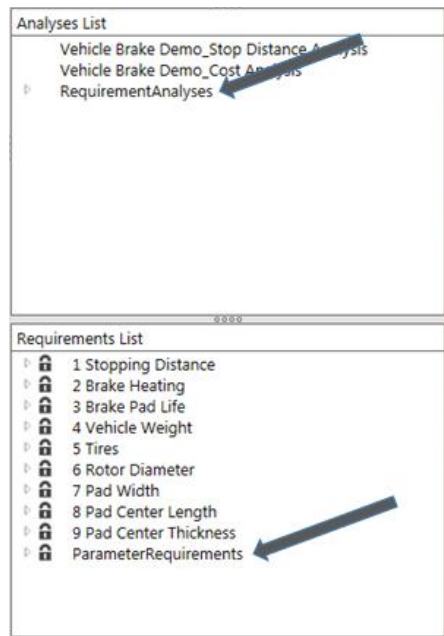 Analyses List
Vehicle Brake Demo_Stop Distance Analysis
Vehicle Brake Demo_Cost Analysis
RequirementAnalyses
Requirements List
1 Stopping Distance
2 Brake Heating
3 Brake Pad Life
4 Vehicle Weight
5 Tires
6 Rotor Diameter
7 Pad Width
8 Pad Center Length
9 Pad Center Thickness
ParameterRequirements